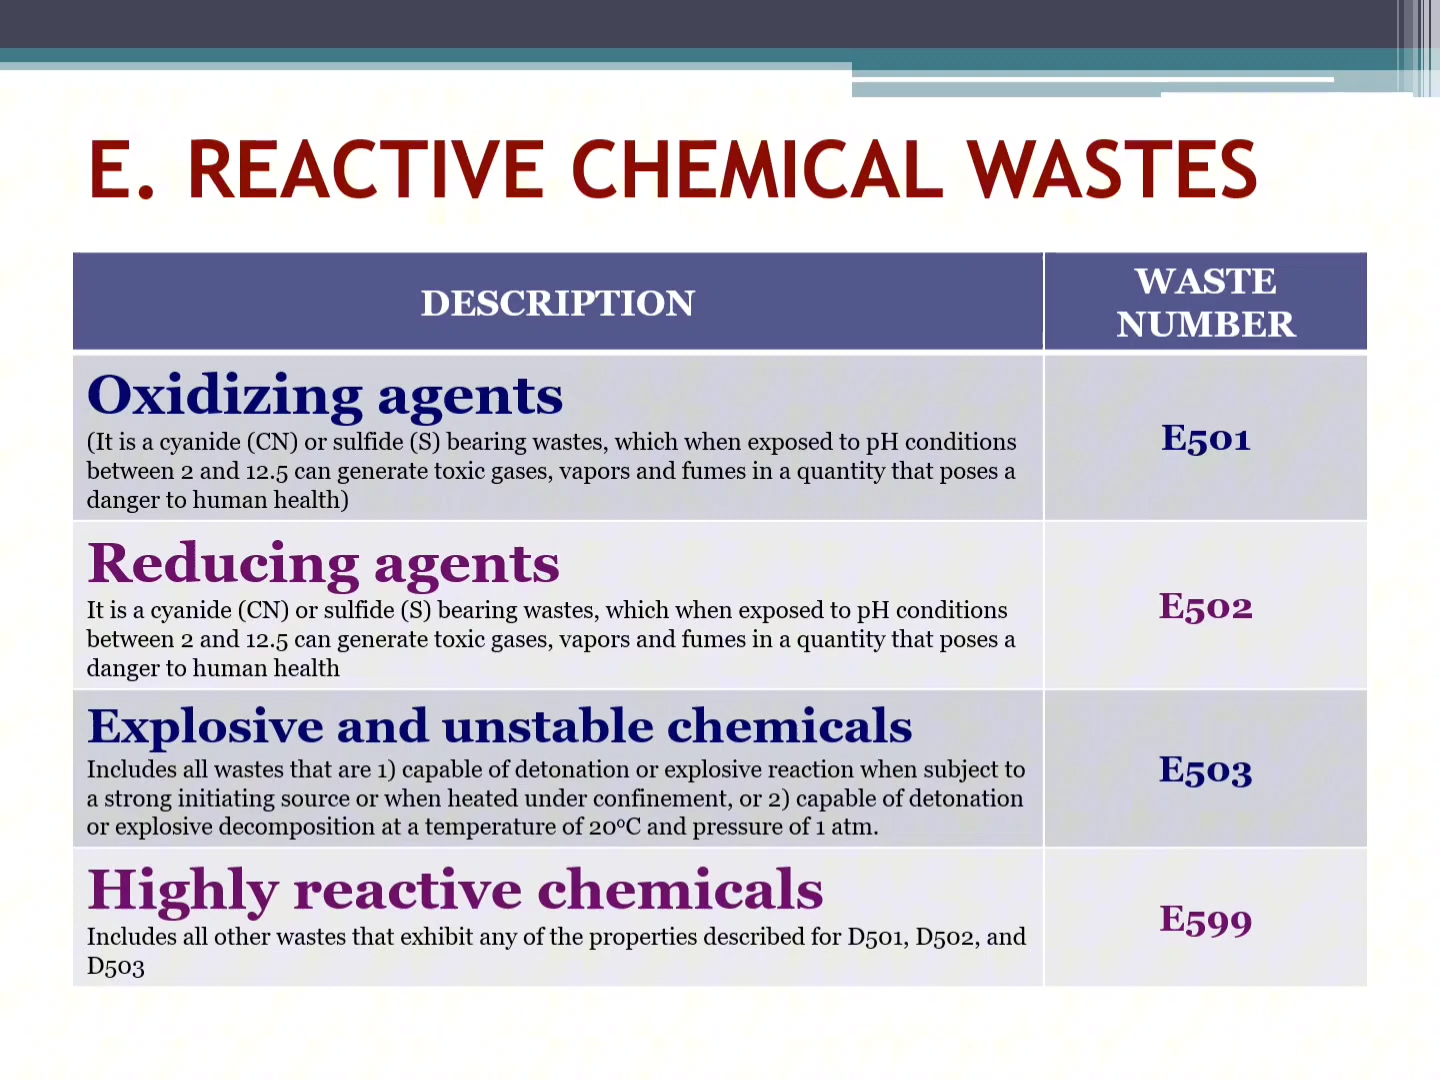 E. REACTIVE CHEMICAL WASTES
DESCRIPTION
WASTE
NUMBER
Oxidizing agents
(It is a cyanide (CN) or sulfide (S) bearing wastes, which when exposed to pH conditions
between 2 and 12.5 can generate toxic gases, vapors and fumes in a quantity that poses a
danger to human health)
E501
Reducing agents
It is a cyanide (CN) or sulfide (S) bearing wastes, which when exposed to pH conditions
between 2 and 12.5 can generate toxic gases, vapors and fumes in a quantity that poses a
danger to human health
E502
Explosive and unstable chemicals
Includes all wastes that are 1) capable of detonation or explosive reaction when subject to
a strong initiating source or when heated under confinement, or 2) capable of detonation
or explosive decomposition at a temperature of 20ºC and pressure of 1 atm.
E503
Highly reactive chemicals
Includes all other wastes that exhibit any of the properties described for D501, D502, and
D503
E599